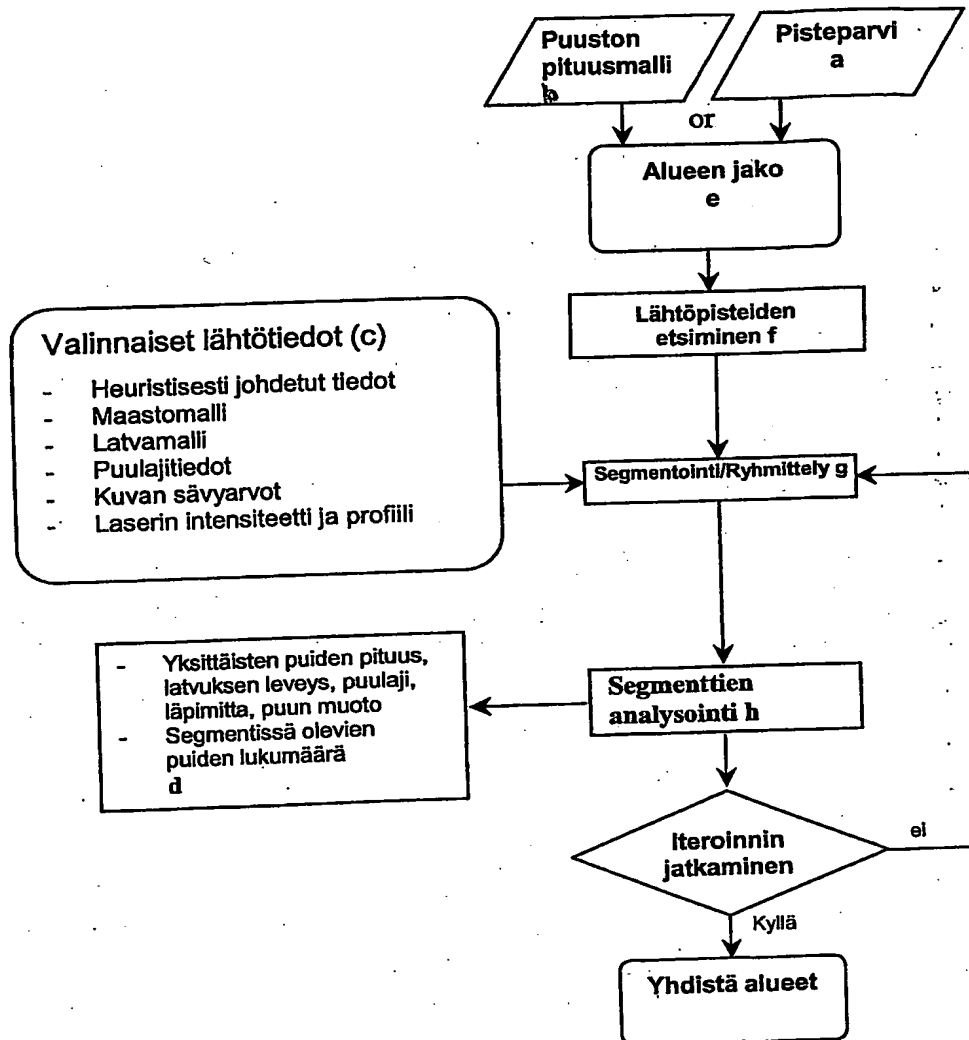 Puuston
pituusmalli
b
Pisteparvi
a
or
Alueen jako
e
Lähtöpisteiden
etsiminen f
Valinnaiset lähtötiedot (c)
- Heuristisesti johdetut tiedot
- Maastomalli
- Latvamalli
- Puulajitiedot
- Kuvan sävyarvot
- Laserin intensiteetti ja profiili
Segmentointi/Ryhmittely g
- Yksittäisten puiden pituus,
latvuksen leveys, puulaji,
läpimitta, puun muoto
- Segmentissä olevien
puiden lukumäärä
d
Segmenttien
analysointi h
Iteroinnin
jatkaminen
ei
Kyllä
Yhdistä alueet